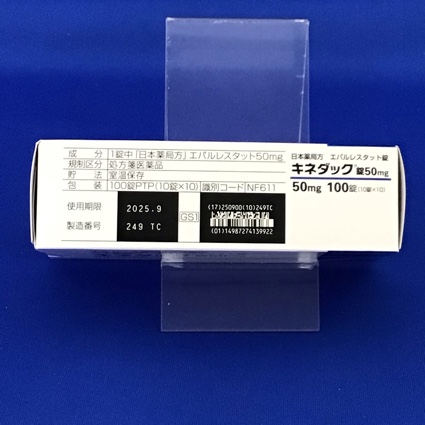 成分 1錠中「日本薬局方」エパルレスタット50mg
規制区分 処方箋医薬品
貯法 室温保存
包装 100錠PTP(10錠×10) 識別コード NF611
使用期限 2025.9
製造番号 249 TC
GS1
(17)250900(10)249TC
(01)14987274139922
日本薬局方 エパルレスタット錠
キネダック®錠50mg
50mg 100錠(10錠×10)